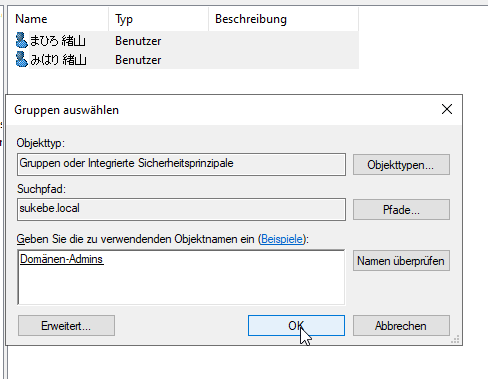 Name Typ Beschreibung
まひろ 緒山 Benutzer
みはり 緒山 Benutzer
Gruppen auswählen
Objekttyp:
Gruppen oder Integrierte Sicherheitsprinzipale
Objekttypen...
Suchpfad:
sukebe.local
Pfade...
Geben Sie die zu verwendenden Objektnamen ein (Beispiele):
Domänen-Admins
Namen überprüfen
Erweitert...
OK
Abbrechen